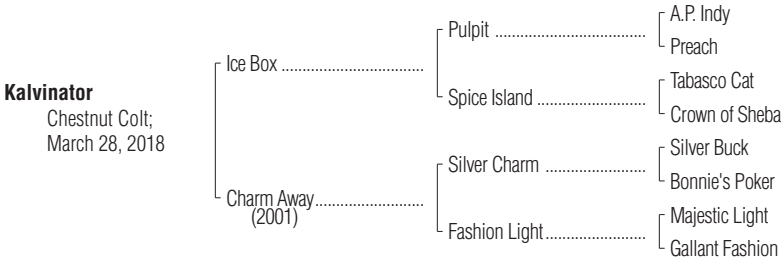 A.P. Indy
Pulpit
Preach
Ice Box
Tabasco Cat
Spice Island
Crown of Sheba
Kalvinator
Chestnut Colt;
March 28, 2018
Silver Buck
Silver Charm
Bonnie's Poker
Charm Away
(2001)
Majestic Light
Fashion Light
Gallant Fashion